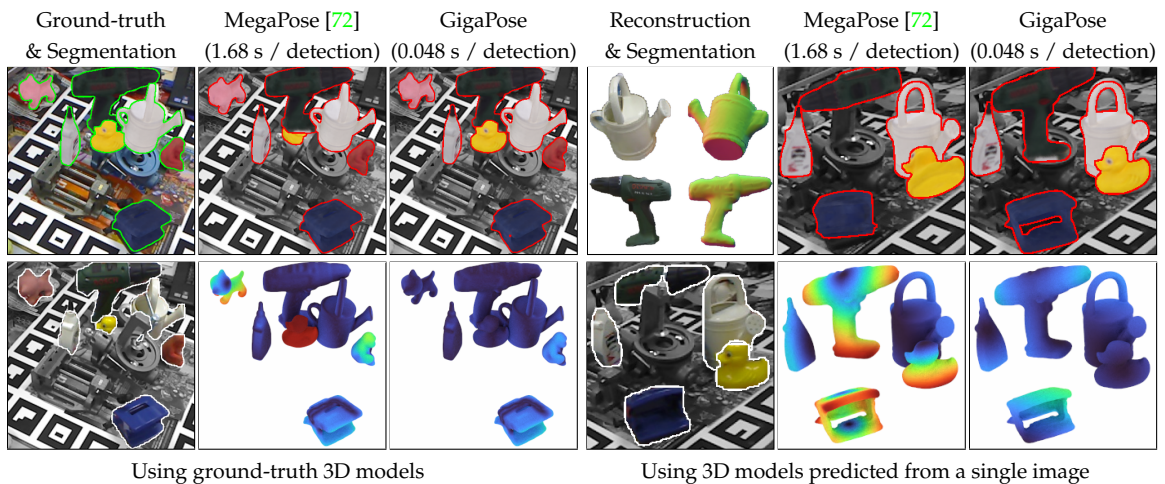 Ground-truth
& Segmentation
MegaPose [72]
(1.68 s / detection)
GigaPose
(0.048 s / detection)
Reconstruction
& Segmentation
MegaPose [72]
(1.68 s / detection)
GigaPose
(0.048 s / detection)
Using ground-truth 3D models
Using 3D models predicted from a single image